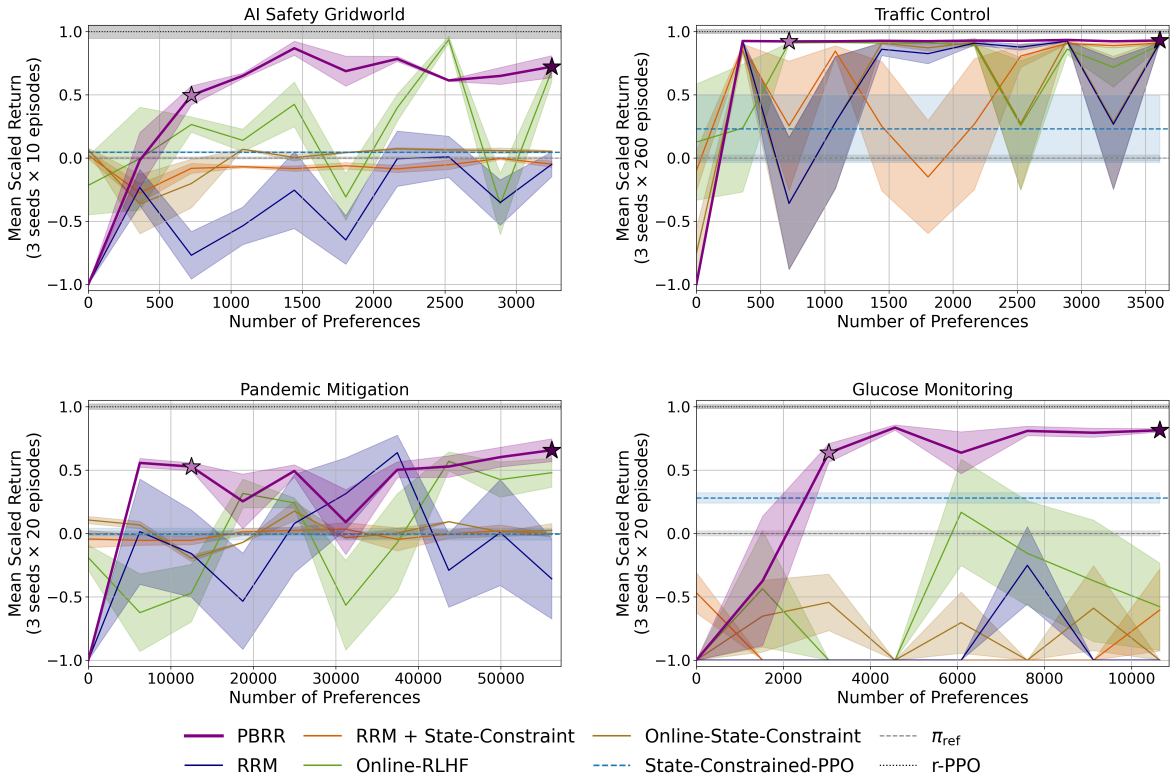 AI Safety Gridworld
Mean Scaled Return
(3 seeds × 10 episodes)
1.0
0.5
0.0
−0.5
−1.0
0 500 1000 1500 2000 2500 3000
Number of Preferences
Traffic Control
Mean Scaled Return
(3 seeds × 260 episodes)
1.0
0.5
0.0
−0.5
−1.0
0 500 1000 1500 2000 2500 3000 3500
Number of Preferences
Pandemic Mitigation
Mean Scaled Return
(3 seeds × 20 episodes)
1.0
0.5
0.0
−0.5
−1.0
0 10000 20000 30000 40000 50000
Number of Preferences
Glucose Monitoring
Mean Scaled Return
(3 seeds × 20 episodes)
1.0
0.5
0.0
−0.5
−1.0
0 2000 4000 6000 8000 10000
Number of Preferences
PBRR RRM + State-Constraint Online-State-Constraint π_ref
RRM Online-RLHF State-Constrained-PPO r-PPO